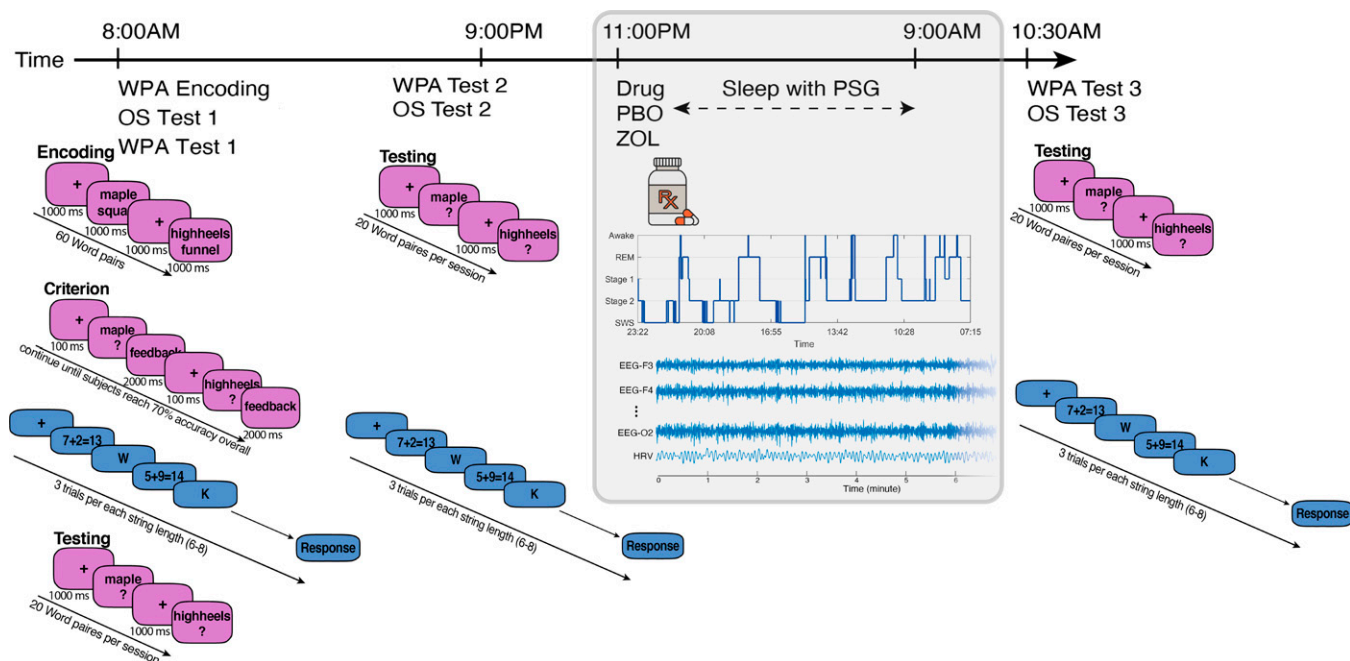 8:00AM
9:00PM
11:00PM
9:00AM
10:30AM
Time
WPA Encoding
OS Test 1
WPA Test 1
WPA Test 2
OS Test 2
Drug
PBO
ZOL
Sleep with PSG
WPA Test 3
OS Test 3
Encoding
+
maple
squa
+
highheels
funnel
1000 ms
1000 ms
1000 ms
1000 ms
60 Word pairs
Criterion
+
maple
?
feedback
+
highheels
?
feedback
100 ms
2000 ms
100 ms
2000 ms
continue until subjects reach 70% accuracy overall
+
7+2=13
W
5+9=14
K
Response
3 trials per each string length (6-8)
Testing
+
maple
?
+
highheels
?
1000 ms
1000 ms
20 Word paires per session
Testing
+
maple
?
+
highheels
?
1000 ms
1000 ms
20 Word paires per session
+
7+2=13
W
5+9=14
K
Response
3 trials per each string length (6-8)
Rx
Awake
REM
Stage 1
Stage 2
SWS
23:22
20:08
16:55
13:42
10:28
07:15
Time
EEG-F3
EEG-F4
⋮
EEG-O2
HRV
0
1
2
3
4
5
6
Time (minute)
Testing
+
maple
?
+
highheels
?
1000 ms
1000 ms
20 Word paires per session
+
7+2=13
W
5+9=14
K
Response
3 trials per each string length (6-8)